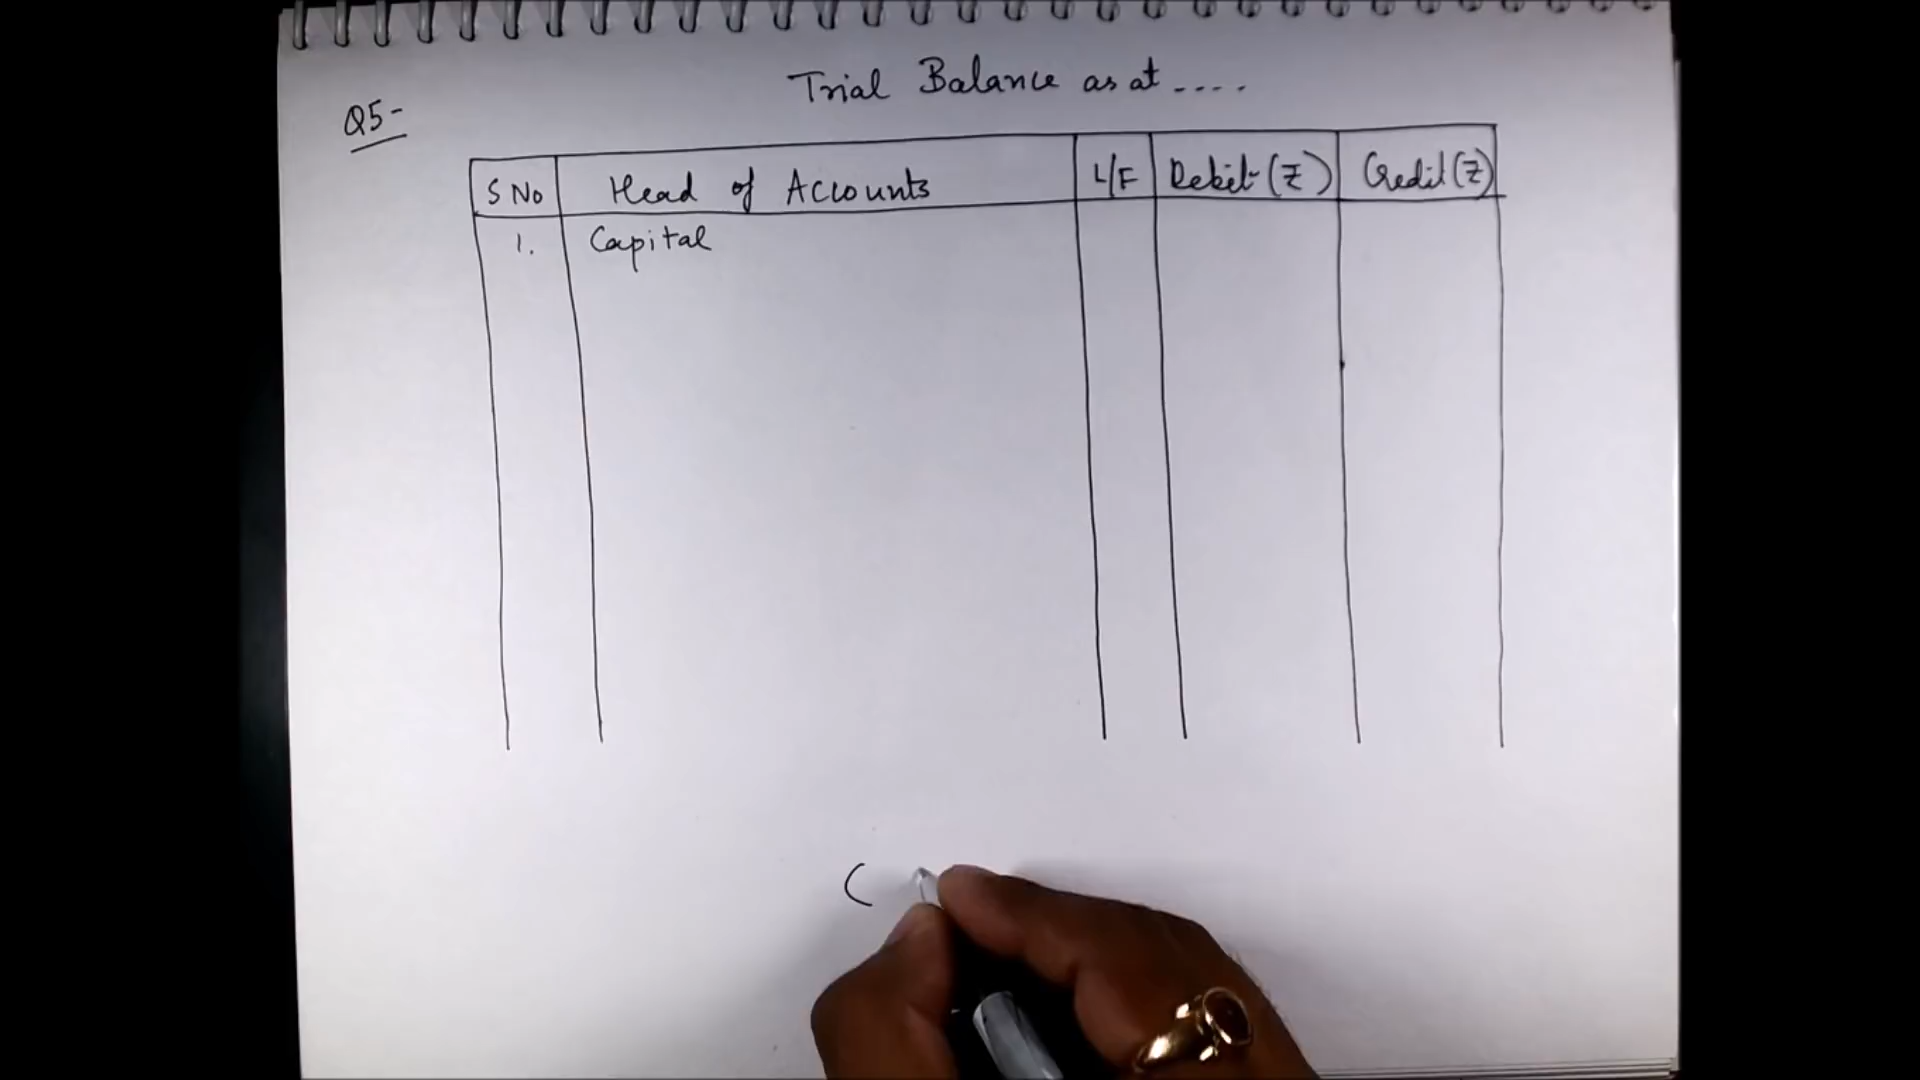 Trial Balance as at ....
Q5-
S No Head of Accounts L/F Debit (₹) Credit (₹)
1. Capital
(